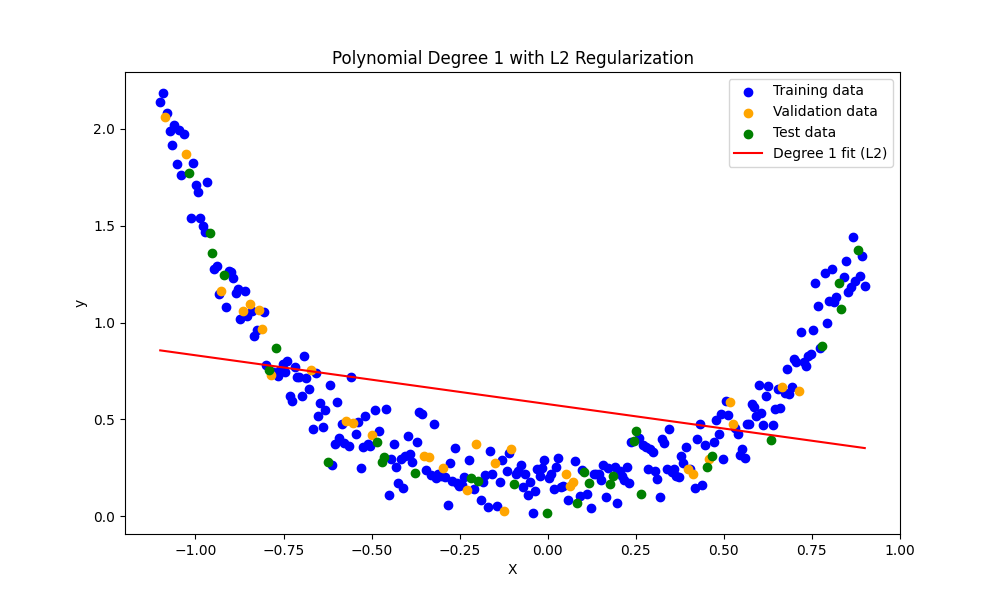 Polynomial Degree 1 with L2 Regularization
Training data
Validation data
Test data
Degree 1 fit (L2)
2.0
1.5
1.0
0.5
0.0
y
−1.00
−0.75
−0.50
−0.25
0.00
0.25
0.50
0.75
1.00
X